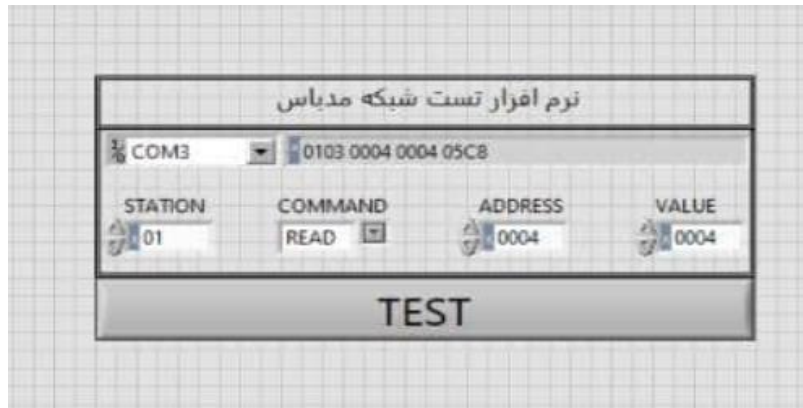 نرم افزار تست شبکه مدباس
COM3 0103 0004 0004 05C8
STATION COMMAND ADDRESS VALUE
01 READ 0004 0004
TEST